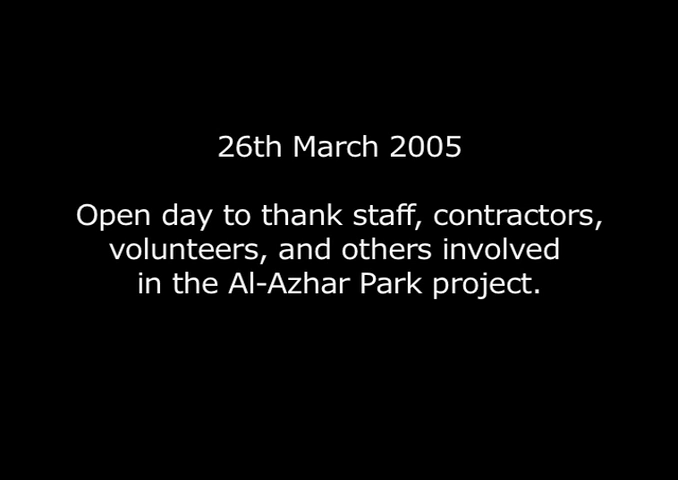 26th March 2005
Open day to thank staff, contractors,
volunteers, and others involved
in the Al-Azhar Park project.